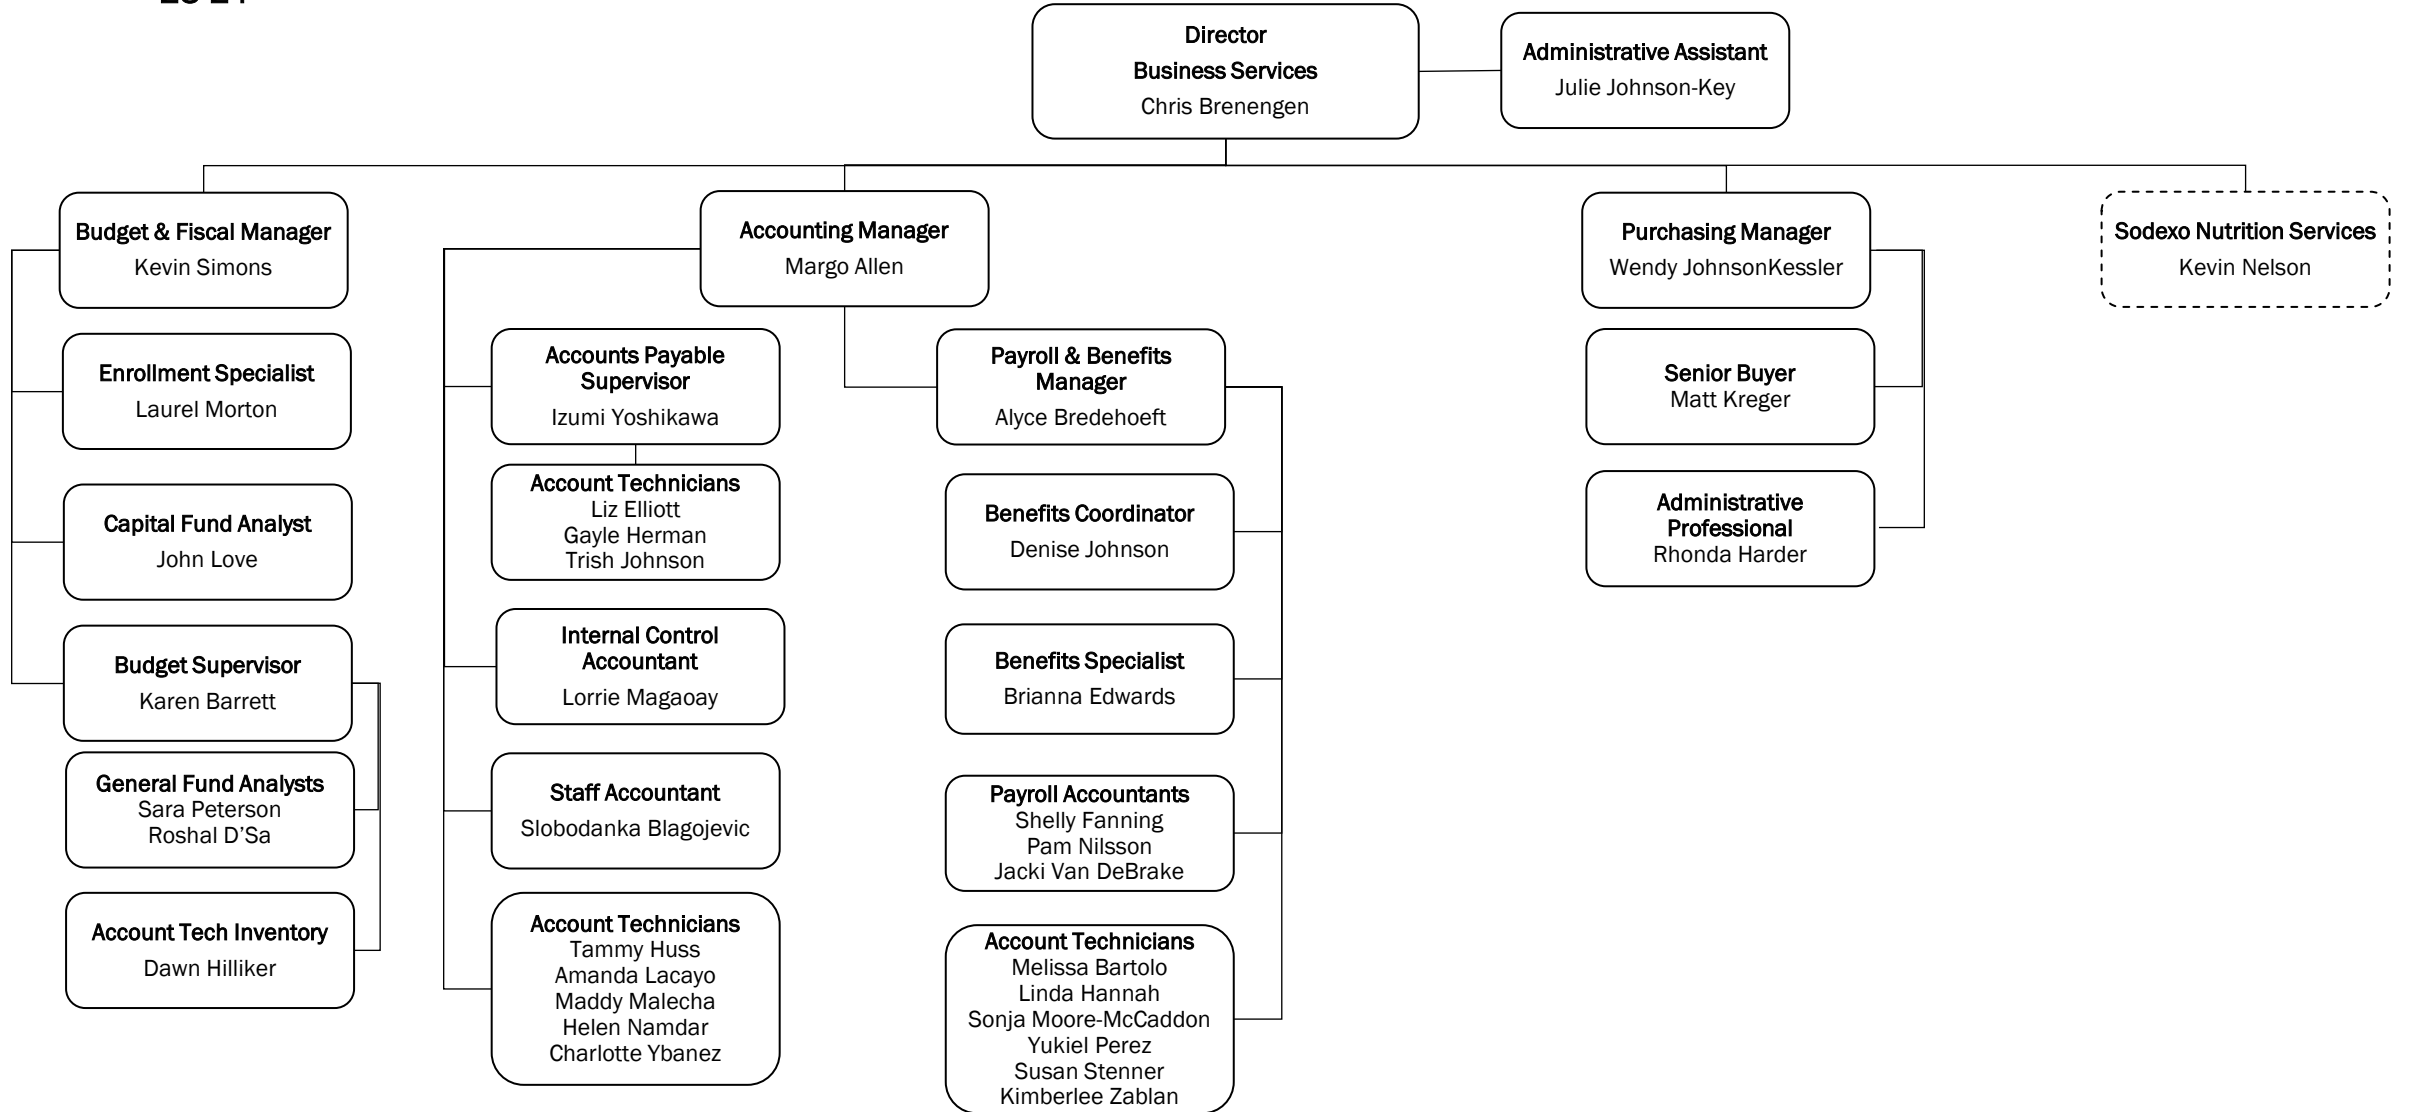 Director
Business Services
Chris Brenengen
Administrative Assistant
Julie Johnson-Key
Budget & Fiscal Manager
Kevin Simons
Enrollment Specialist
Laurel Morton
Capital Fund Analyst
John Love
Budget Supervisor
Karen Barrett
General Fund Analysts
Sara Peterson
Roshal D’Sa
Account Tech Inventory
Dawn Hilliker
Accounting Manager
Margo Allen
Accounts Payable
Supervisor
Izumi Yoshikawa
Account Technicians
Liz Elliott
Gayle Herman
Trish Johnson
Internal Control
Accountant
Lorrie Magaoay
Staff Accountant
Slobodanka Blagojevic
Account Technicians
Tammy Huss
Amanda Lacayo
Maddy Malecha
Helen Namdar
Charlotte Ybanez
Payroll & Benefits
Manager
Alyce Bredehoeft
Benefits Coordinator
Denise Johnson
Benefits Specialist
Brianna Edwards
Payroll Accountants
Shelly Fanning
Pam Nilsson
Jacki Van DeBrake
Account Technicians
Melissa Bartolo
Linda Hannah
Sonja Moore-McCaddon
Yukiel Perez
Susan Stenner
Kimberlee Zablan
Purchasing Manager
Wendy JohnsonKessler
Senior Buyer
Matt Kreger
Administrative
Professional
Rhonda Harder
Sodexo Nutrition Services
Kevin Nelson